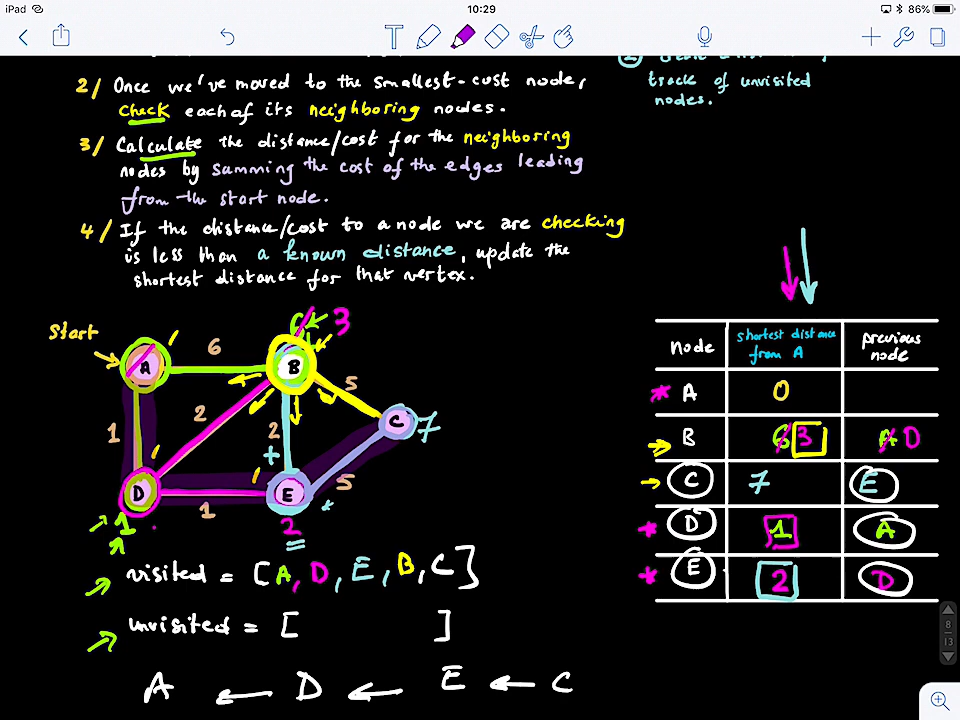 iPad
10:29
86%
track of unvisited
nodes.
2/ Once we've moved to the smallest-cost node,
check each of its neighboring nodes.
3/ Calculate the distance/cost for the neighboring
nodes by summing the cost of the edges leading
from the start node.
4/ If the distance/cost to a node we are checking
is less than a known distance, update the
shortest distance for that vertex.
Start
A
6
B
6
3
5
C
7
1
2
2
D
1
1
E
2
5
Node
shortest distance
from A
previous
node
A
0
B
6 3
A D
C
7
E
D
1
A
E
2
D
visited = [A, D, E, B, C]
unvisited = [ ]
A ← D ← E ← C
8
13